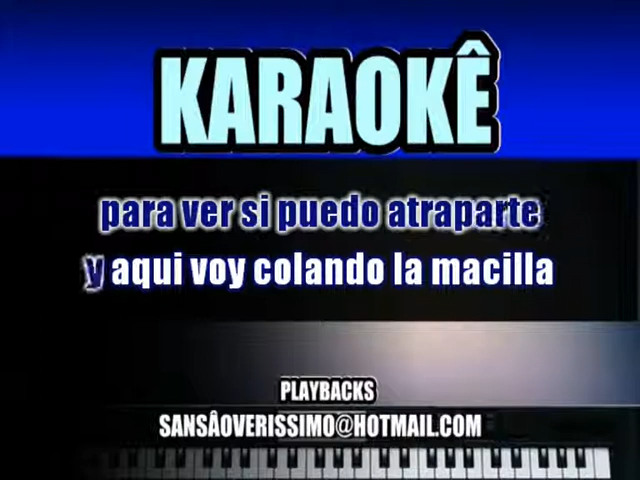 KARAOKÊ
para ver si puedo atraparte
y aqui voy colando la macilla
PLAYBACKS
SANSÂOVERISSIMO@HOTMAIL.COM